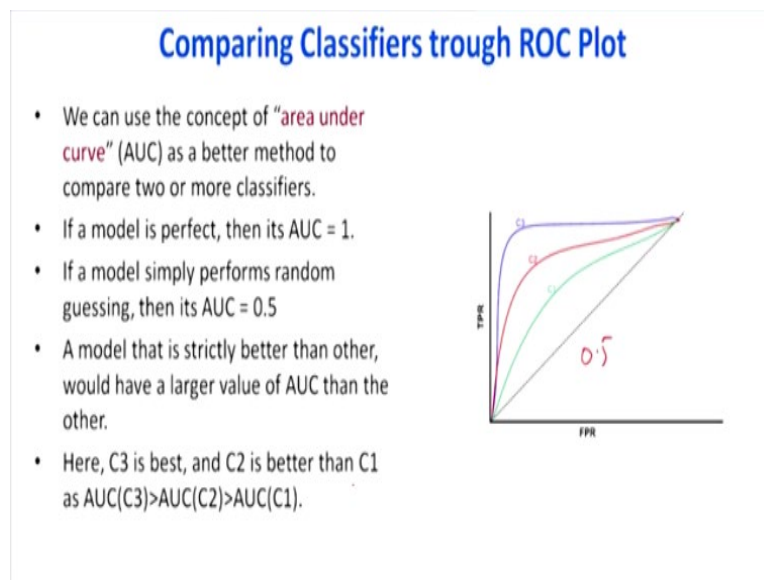 Comparing Classifiers trough ROC Plot
• We can use the concept of “area under
curve” (AUC) as a better method to
compare two or more classifiers.
• If a model is perfect, then its AUC = 1.
• If a model simply performs random
guessing, then its AUC = 0.5
• A model that is strictly better than other,
would have a larger value of AUC than the
other.
• Here, C3 is best, and C2 is better than C1
as AUC(C3)>AUC(C2)>AUC(C1).
C2
TPR
0.5
FPR